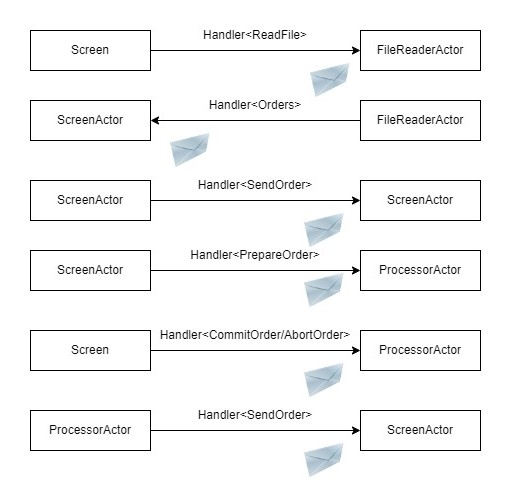 Screen
Handler<ReadFile>
FileReaderActor
ScreenActor
Handler<Orders>
FileReaderActor
ScreenActor
Handler<SendOrder>
ScreenActor
ScreenActor
Handler<PrepareOrder>
ProcessorActor
Screen
Handler<CommitOrder/AbortOrder>
ProcessorActor
ProcessorActor
Handler<SendOrder>
ScreenActor